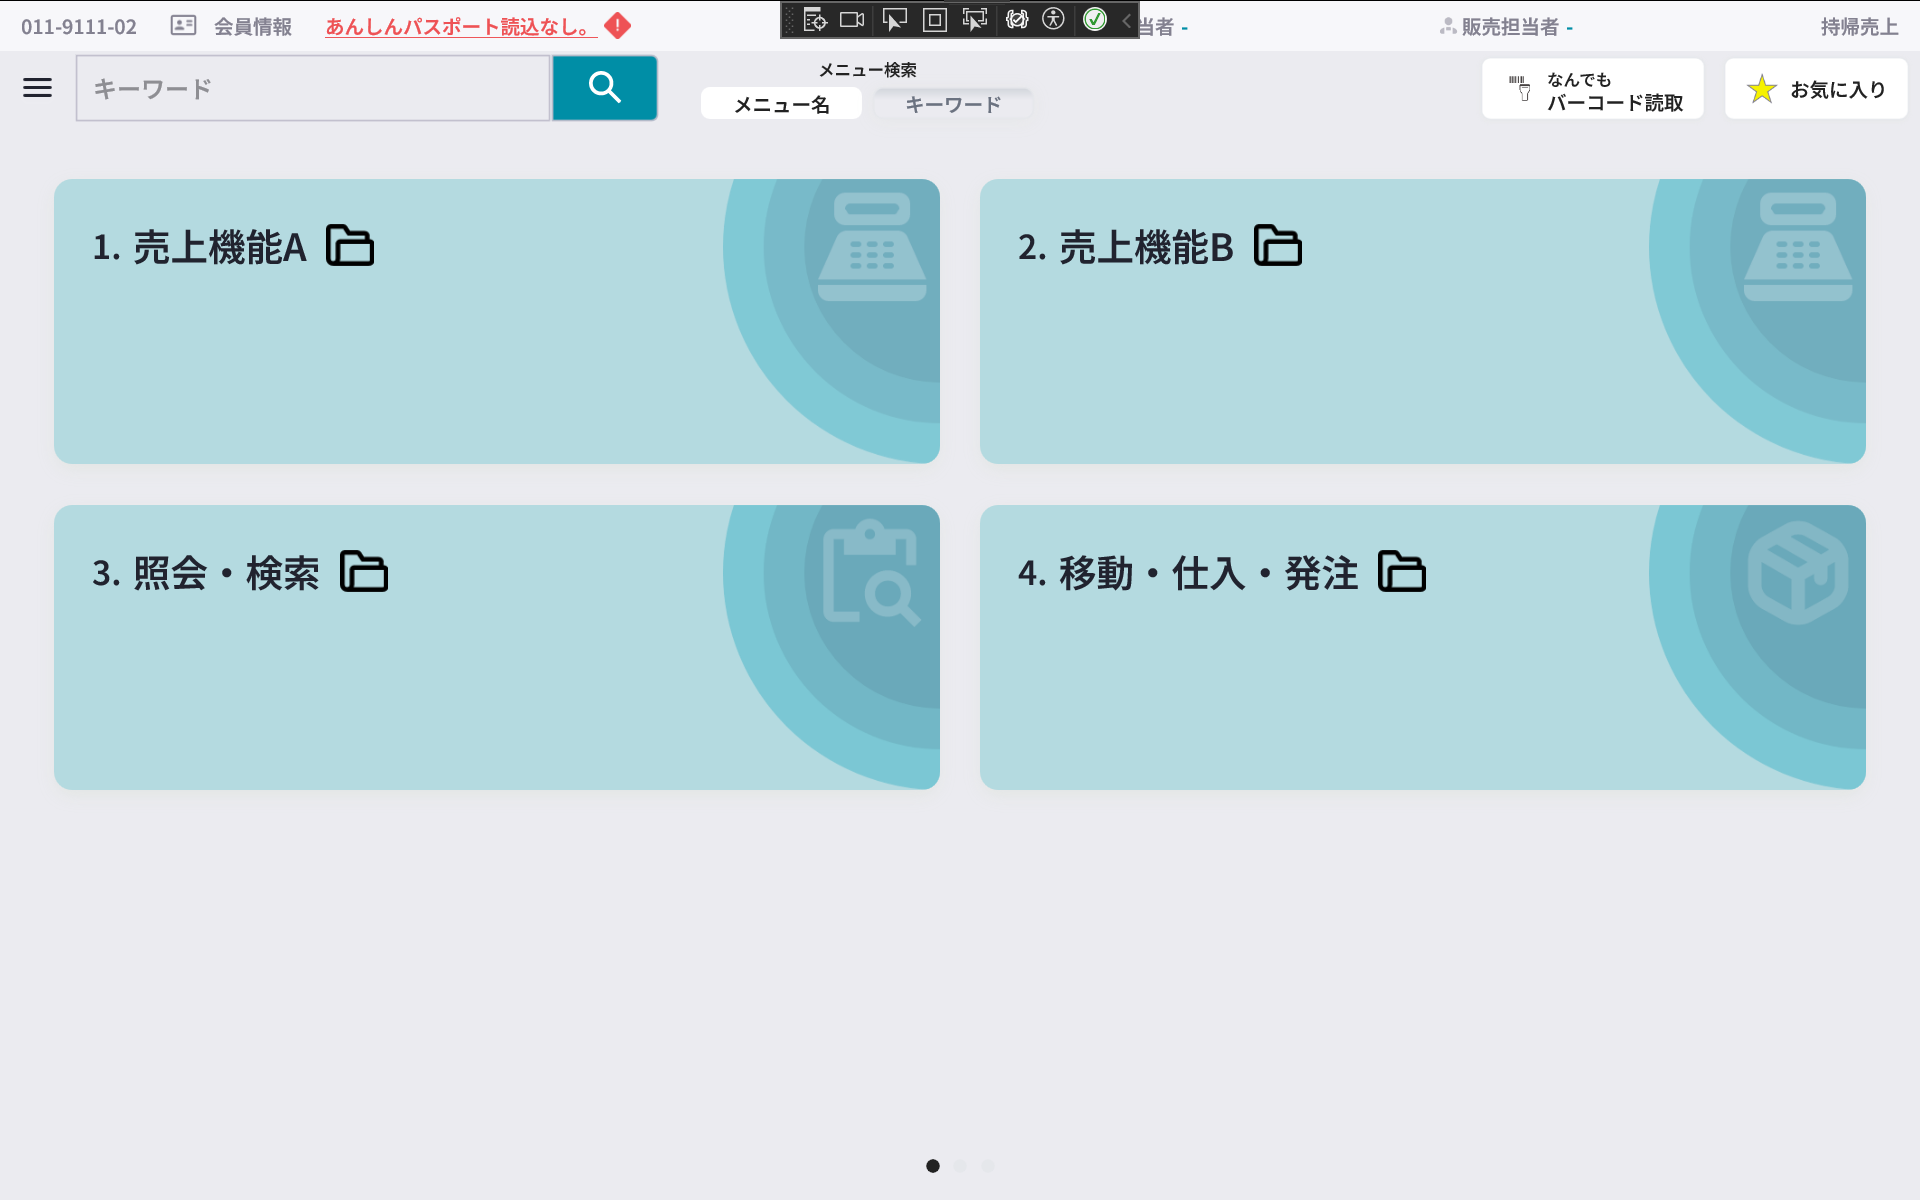 011-9111-02
会員情報
あんしんパスポート読込なし。
当者 -
販売担当者 -
持帰売上
キーワード
メニュー検索
メニュー名
キーワード
なんでも
バーコード読取
お気に入り
1. 売上機能A
2. 売上機能B
3. 照会・検索
4. 移動・仕入・発注